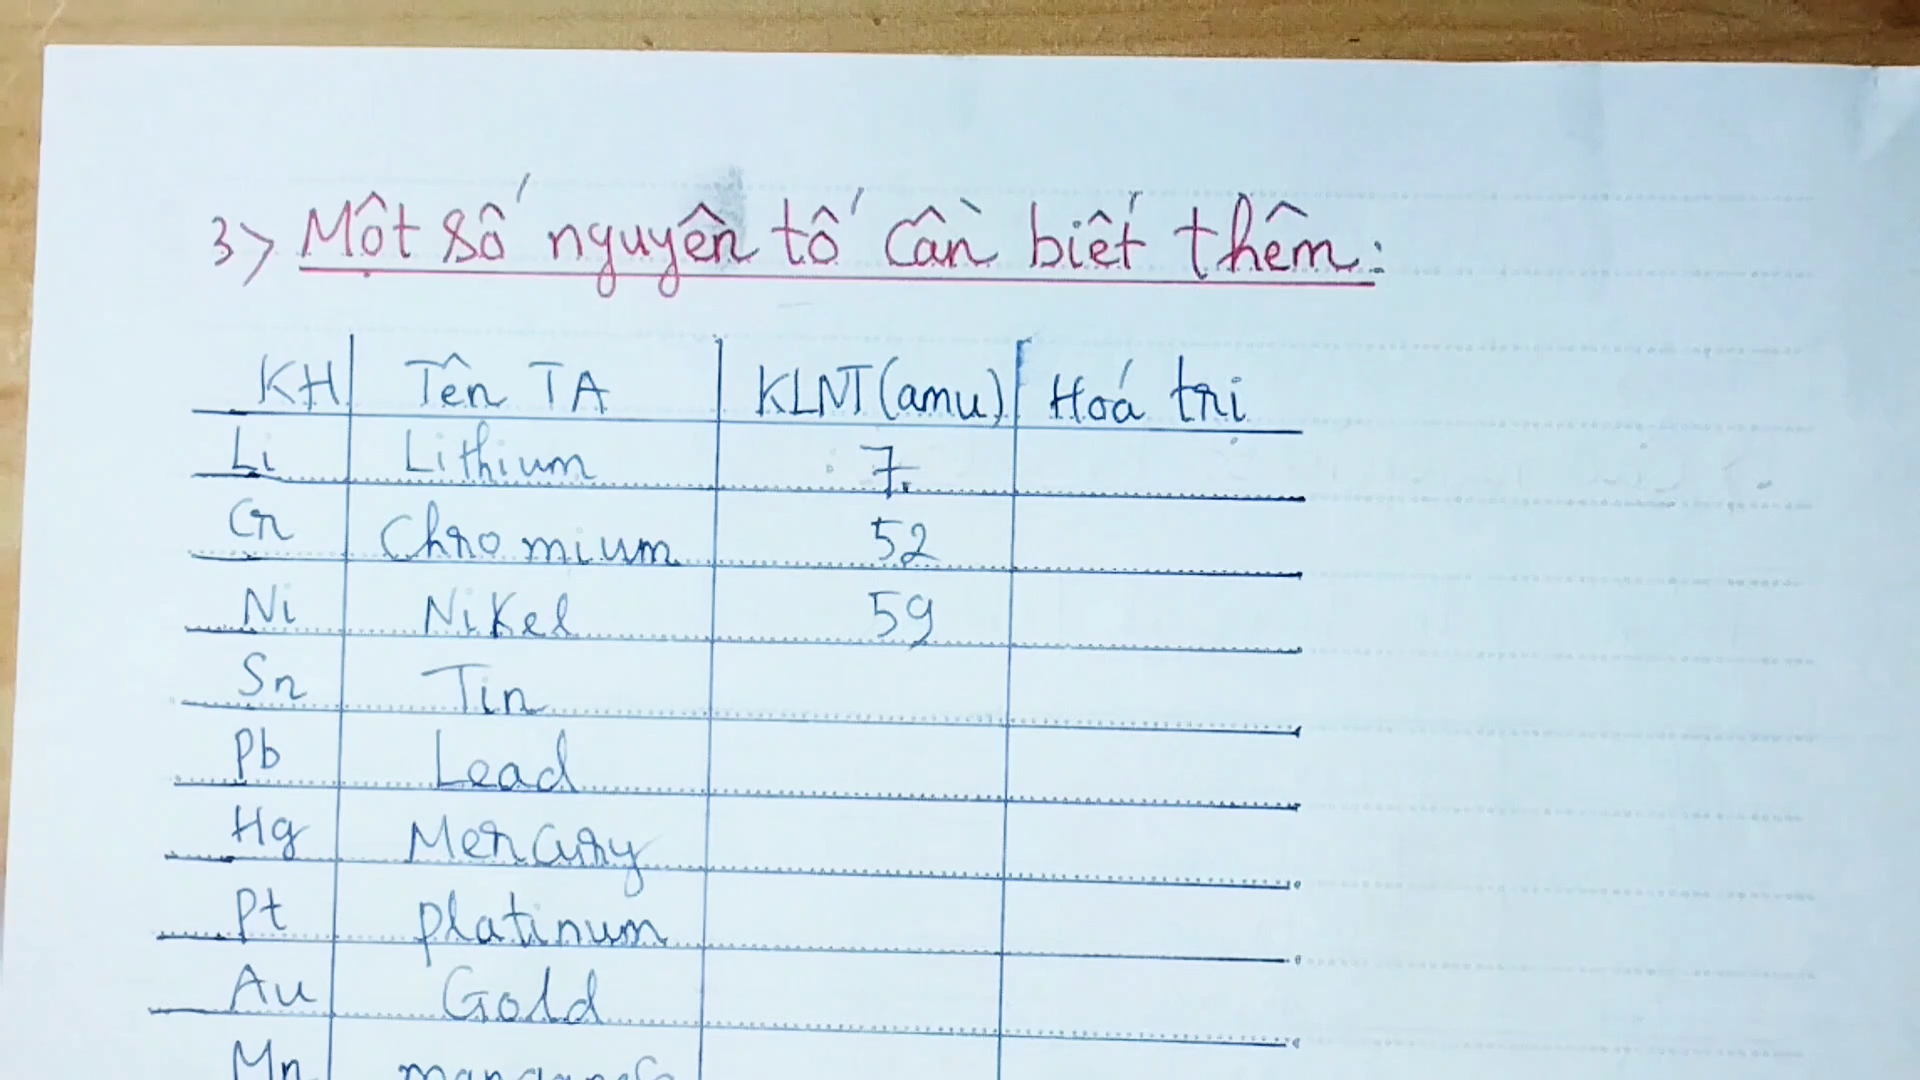 3> Một số nguyên tố cần biết thêm:
KH Tên TA KLNT(amu) Hoá trị
Li Lithium 7
Cr Chromium 52
Ni NiKel 59
Sn Tin
Pb Lead
Hg Mercury
Pt platinum
Au Gold
Mn